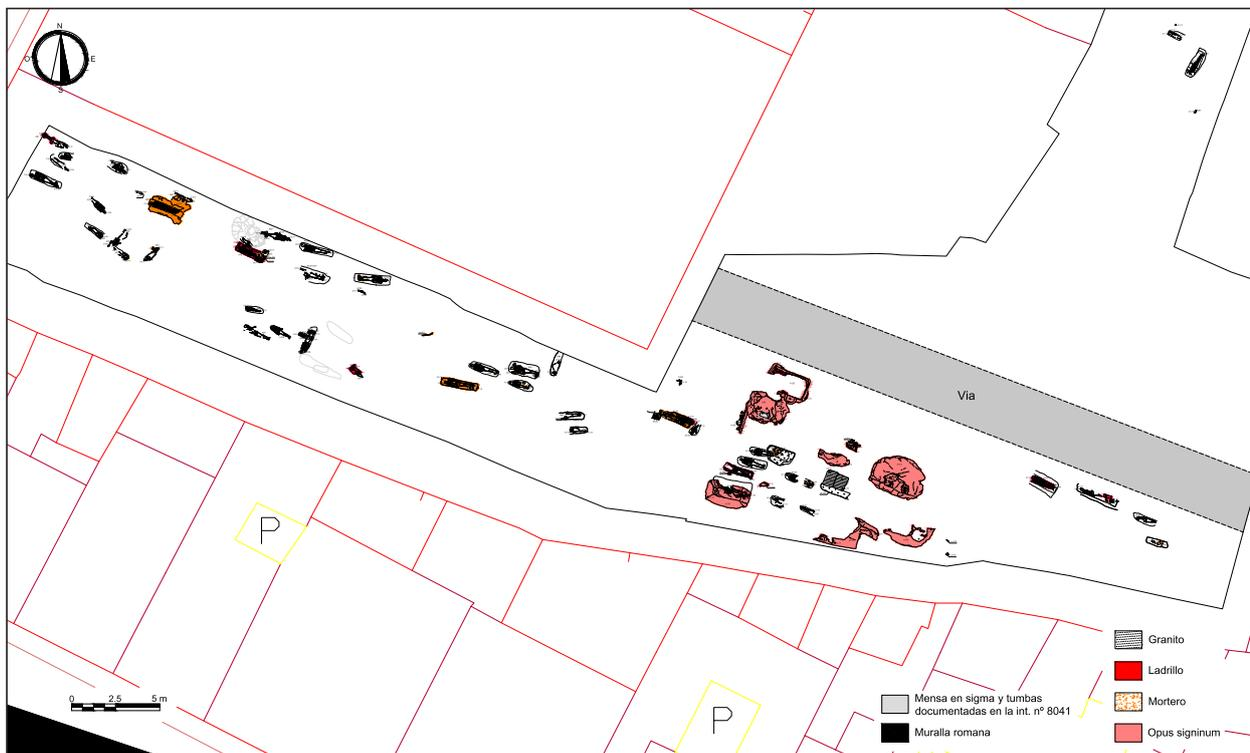 N
O
E
S
Via
P
P
0 2.5 5 m
Mensa en sigma y tumbas
documentadas en la int. nº 8041
Muralla romana
Granito
Ladrillo
Mortero
Opus signinum